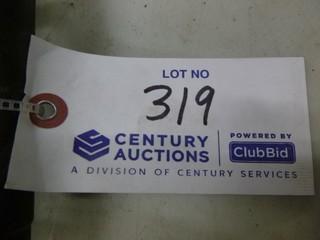 LOT NO
319
CENTURY AUCTIONS
POWERED BY
ClubBid
A DIVISION OF CENTURY SERVICES